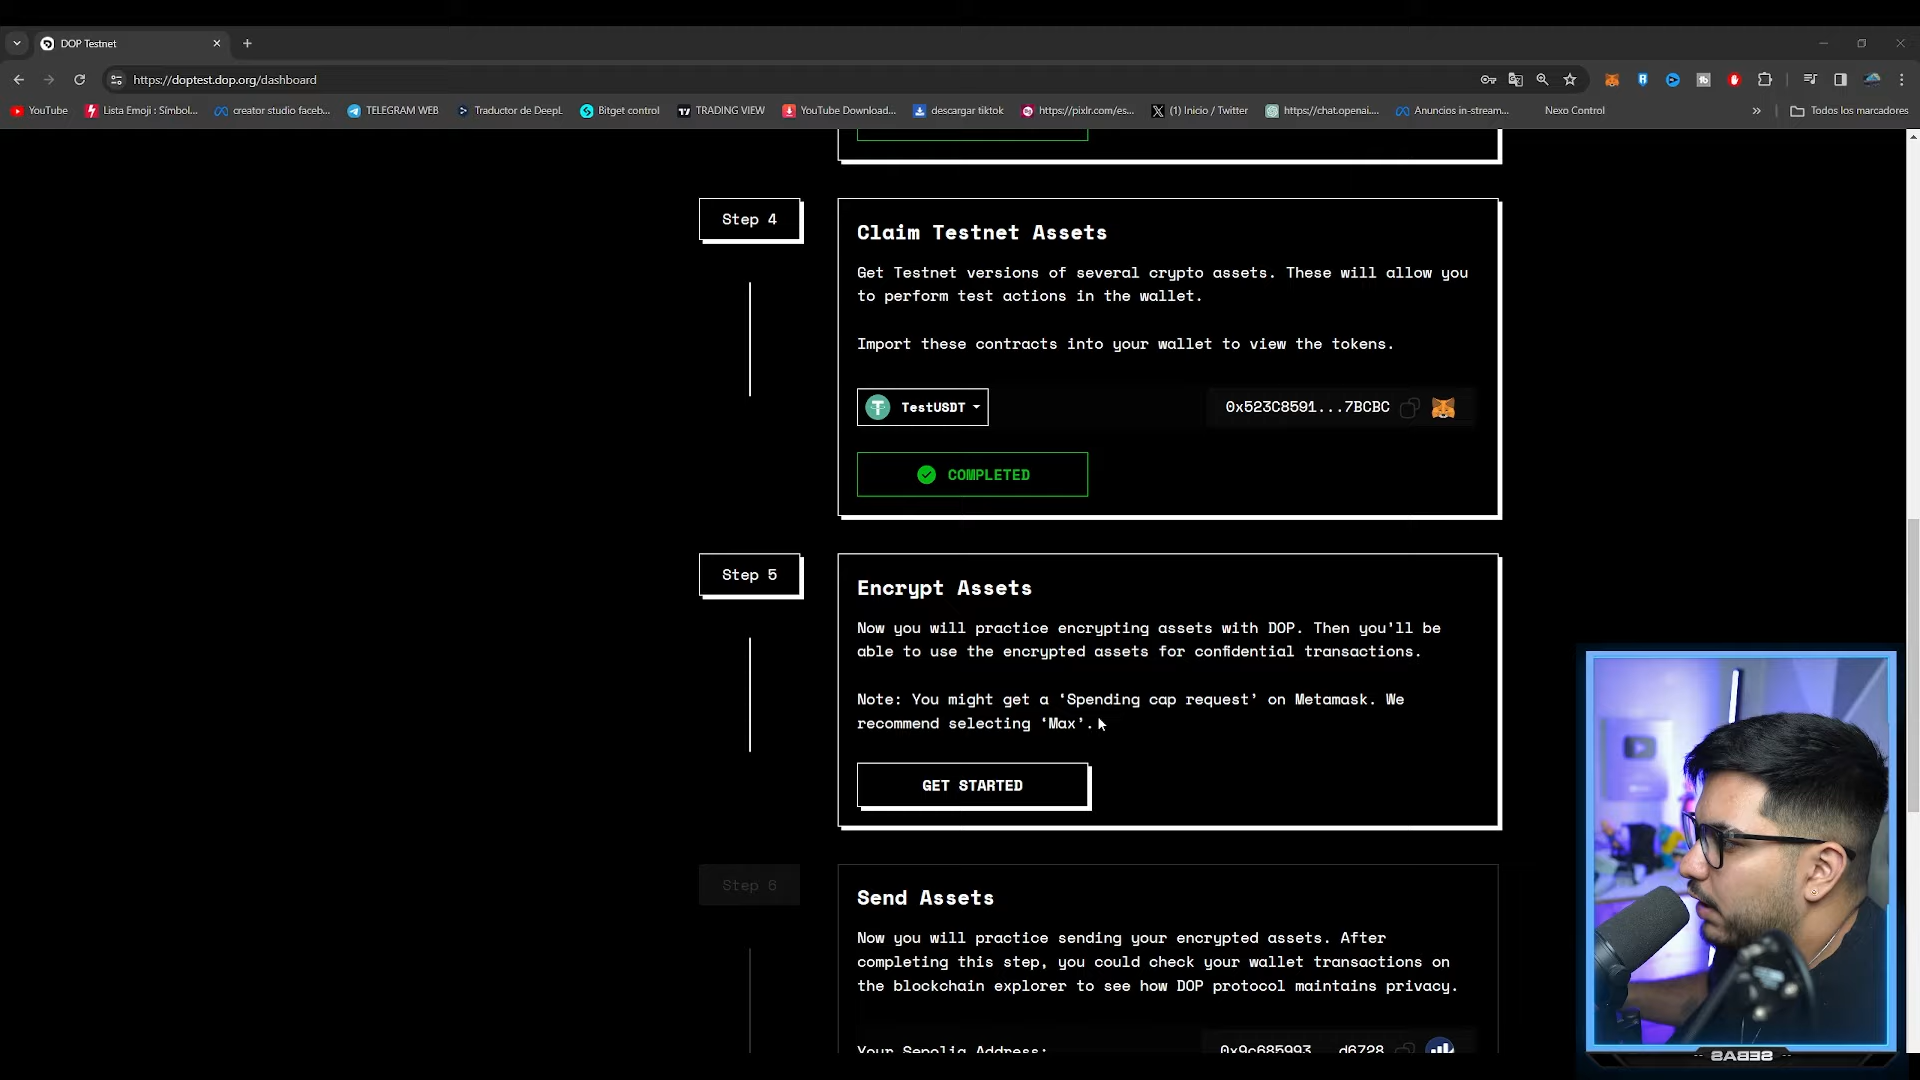 DOP Testnet
https://doptest.dop.org/dashboard
YouTube
Lista Emoji : Símbol...
creator studio faceb...
TELEGRAM WEB
Traductor de DeepL
Bitget control
TRADING VIEW
YouTube Download...
descargar tiktok
https://pixlr.com/es...
(1) Inicio / Twitter
https://chat.openai....
Anuncios in-stream...
Nexo Control
»
Todos los marcadores
Step 4
Claim Testnet Assets
Get Testnet versions of several crypto assets. These will allow you
to perform test actions in the wallet.
Import these contracts into your wallet to view the tokens.
TestUSDT
0x523C8591...7BCBC
COMPLETED
Step 5
Encrypt Assets
Now you will practice encrypting assets with DOP. Then you'll be
able to use the encrypted assets for confidential transactions.
Note: You might get a ‘Spending cap request’ on Metamask. We
recommend selecting ‘Max’.
GET STARTED
Step 6
Send Assets
Now you will practice sending your encrypted assets. After
completing this step, you could check your wallet transactions on
the blockchain explorer to see how DOP protocol maintains privacy.
Your Sepolia Address:
0x9c685993...d6728